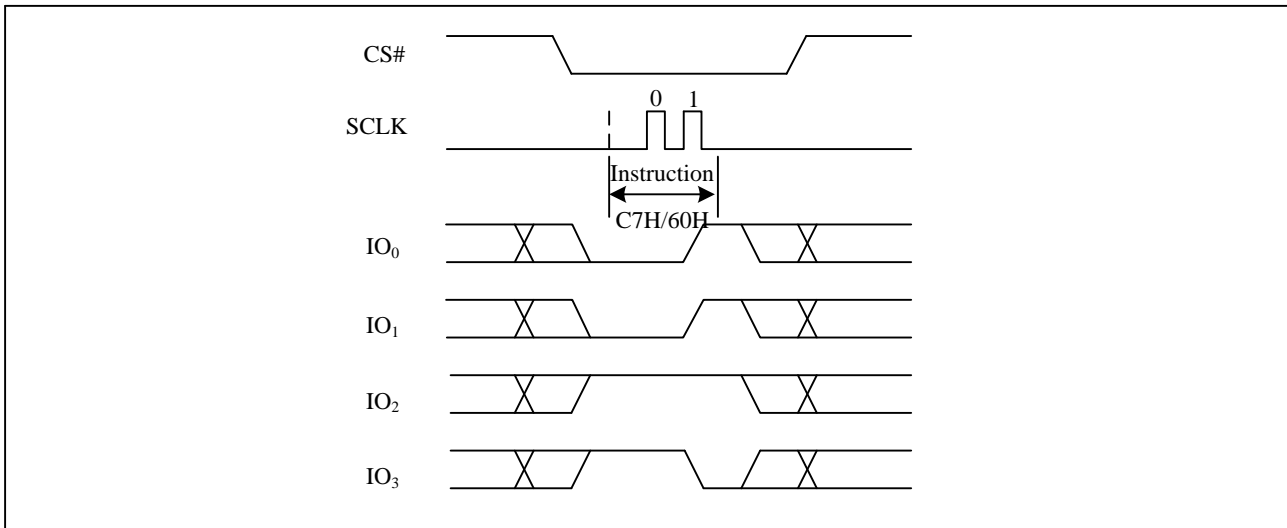 CS#
0 1
SCLK
Instruction
C7H/60H
IO0
IO1
IO2
IO3